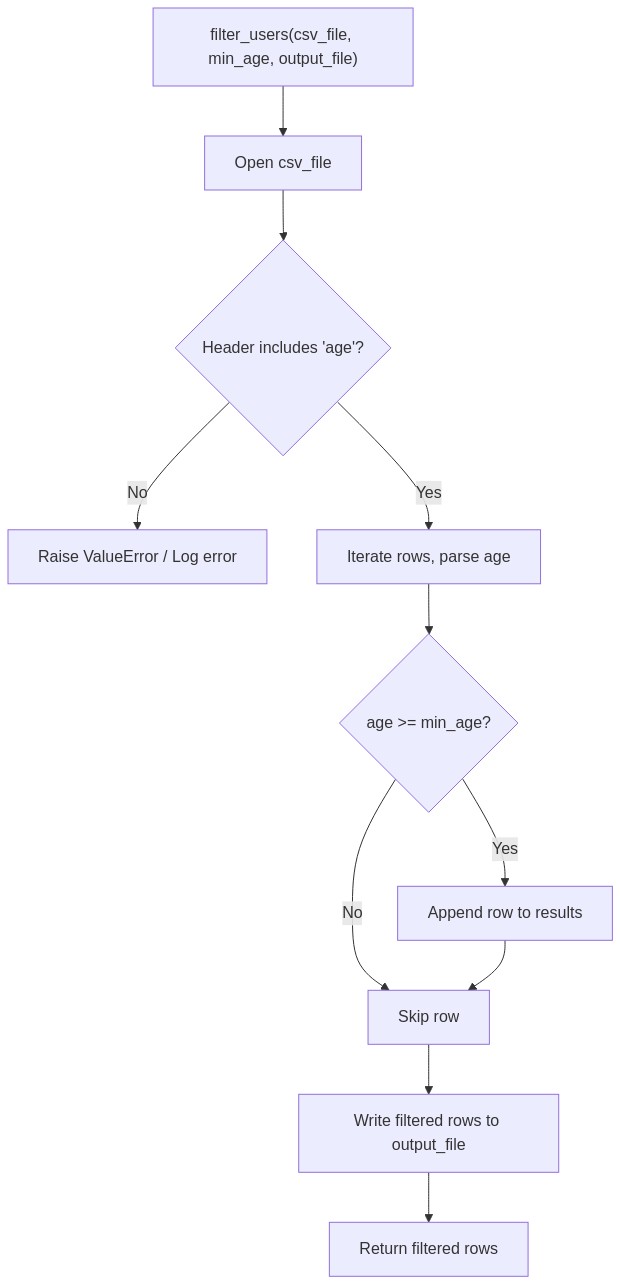 filter_users(csv_file,
min_age, output_file)
Open csv_file
Header includes 'age'?
No
Yes
Raise ValueError / Log error
Iterate rows, parse age
age >= min_age?
Yes
No
Append row to results
Skip row
Write filtered rows to
output_file
Return filtered rows